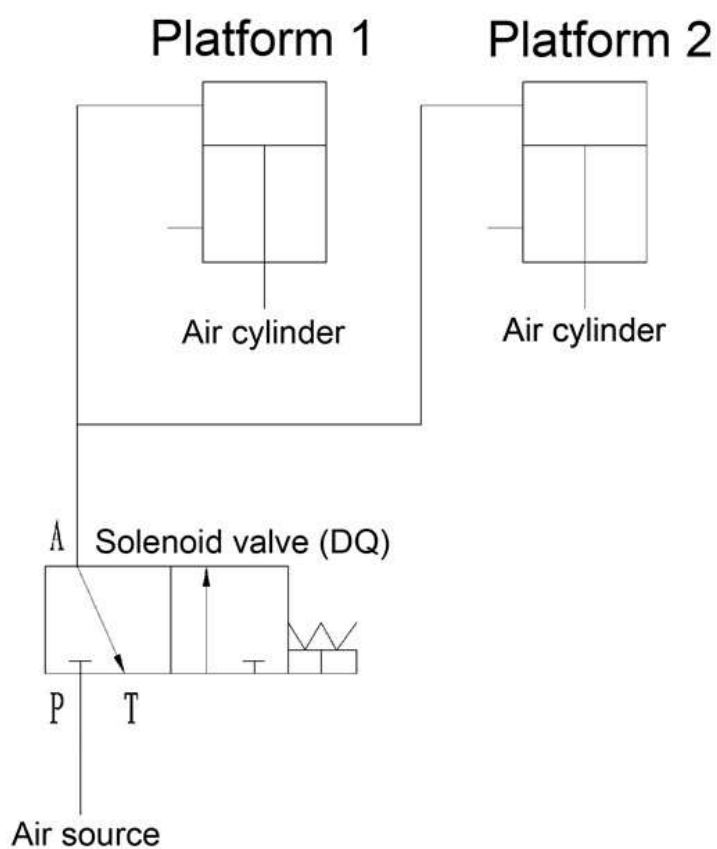 Platform 1
Platform 2
Air cylinder
Air cylinder
A
Solenoid valve (DQ)
P
T
Air source